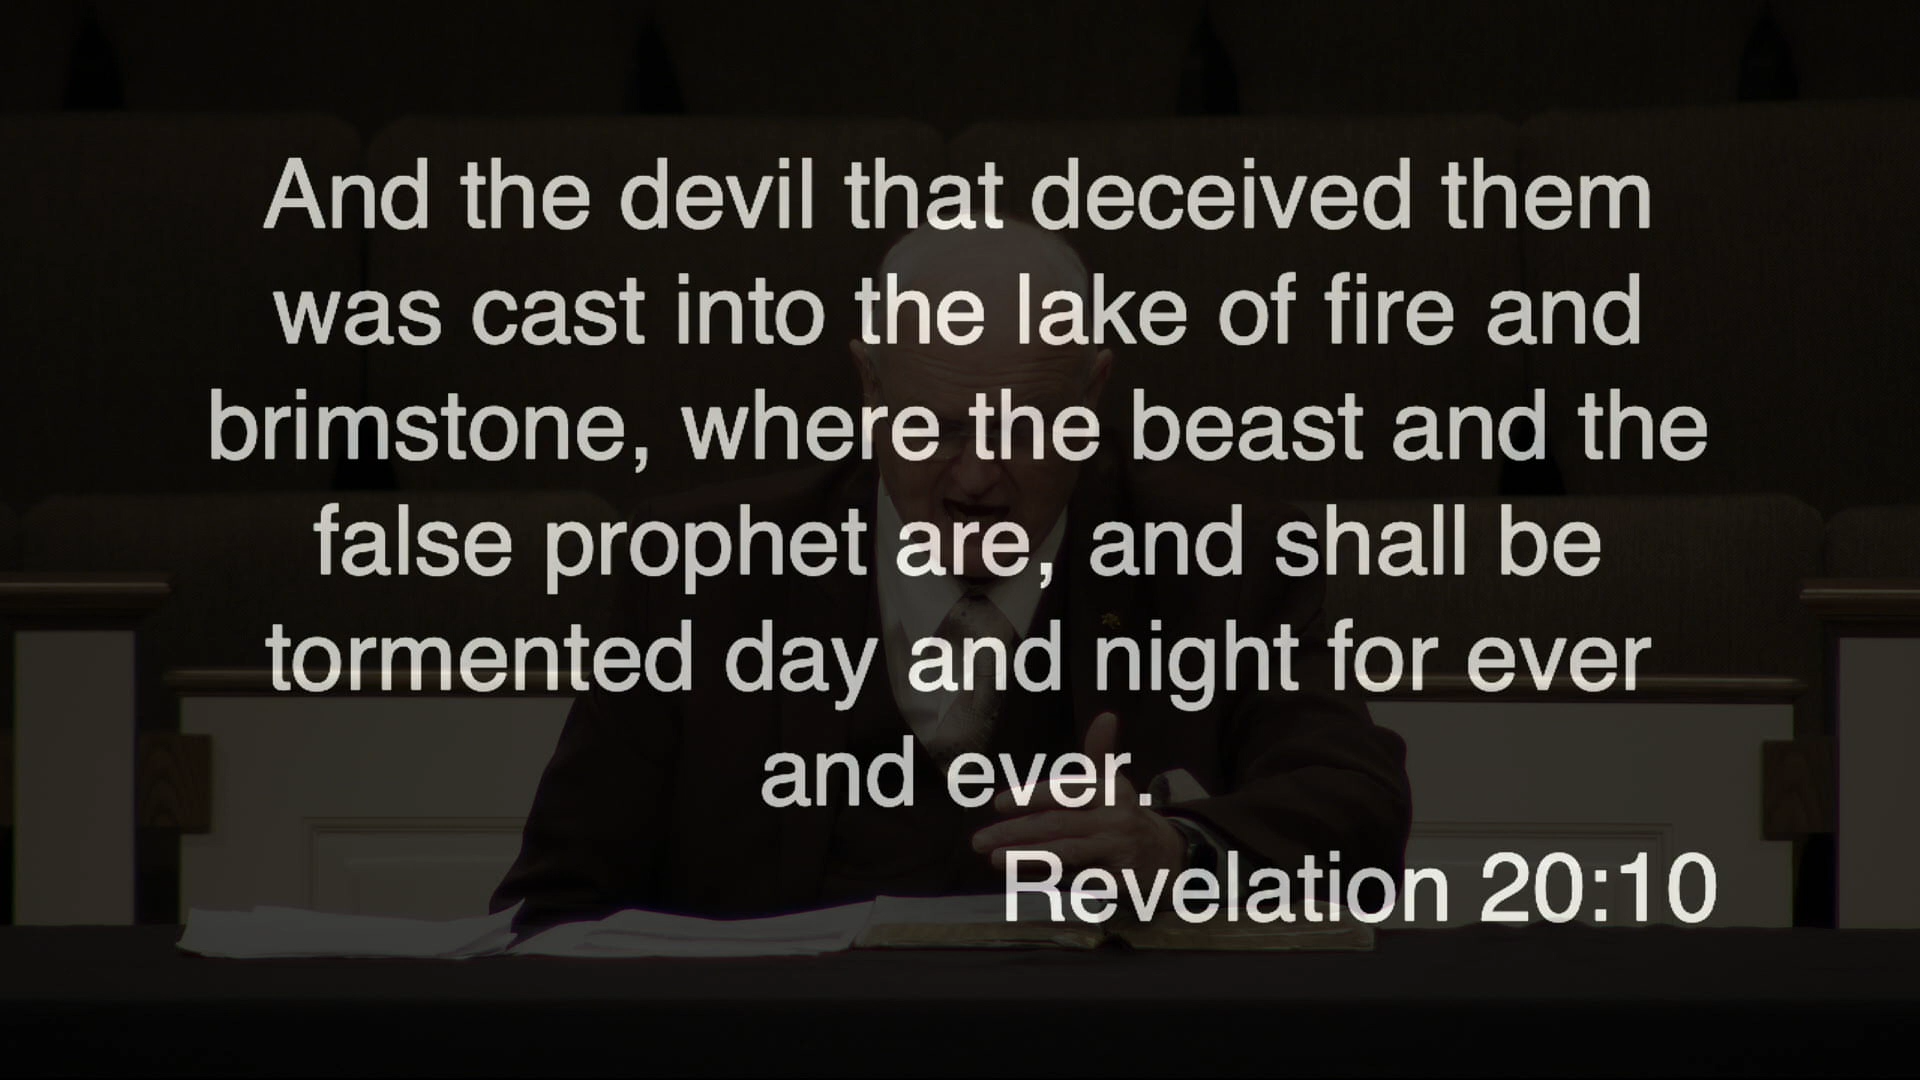 And the devil that deceived them
was cast into the lake of fire and
brimstone, where the beast and the
false prophet are, and shall be
tormented day and night for ever
and ever.
Revelation 20:10